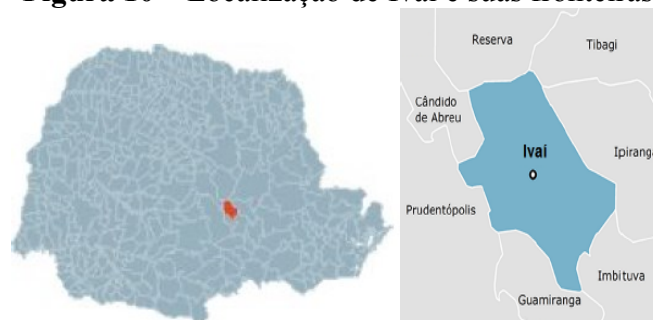 Reserva
Tibagi
Cândido
de Abreu
Ivaí
Ipiranga
Prudentópolis
Imbituva
Guamiranga